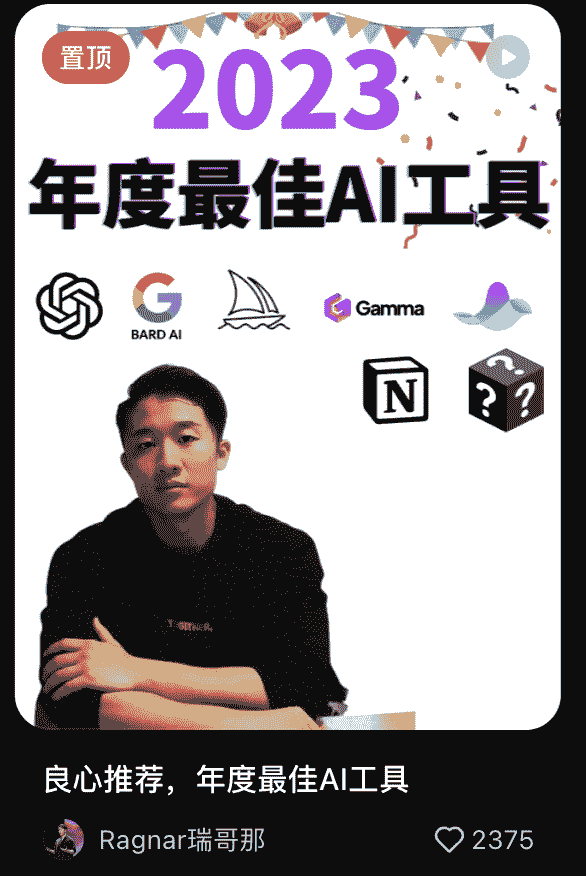 置顶
2023
年度最佳AI工具
BARD AI
Gamma
N
? ? ?
良心推荐，年度最佳AI工具
Ragnar瑞哥那
2375